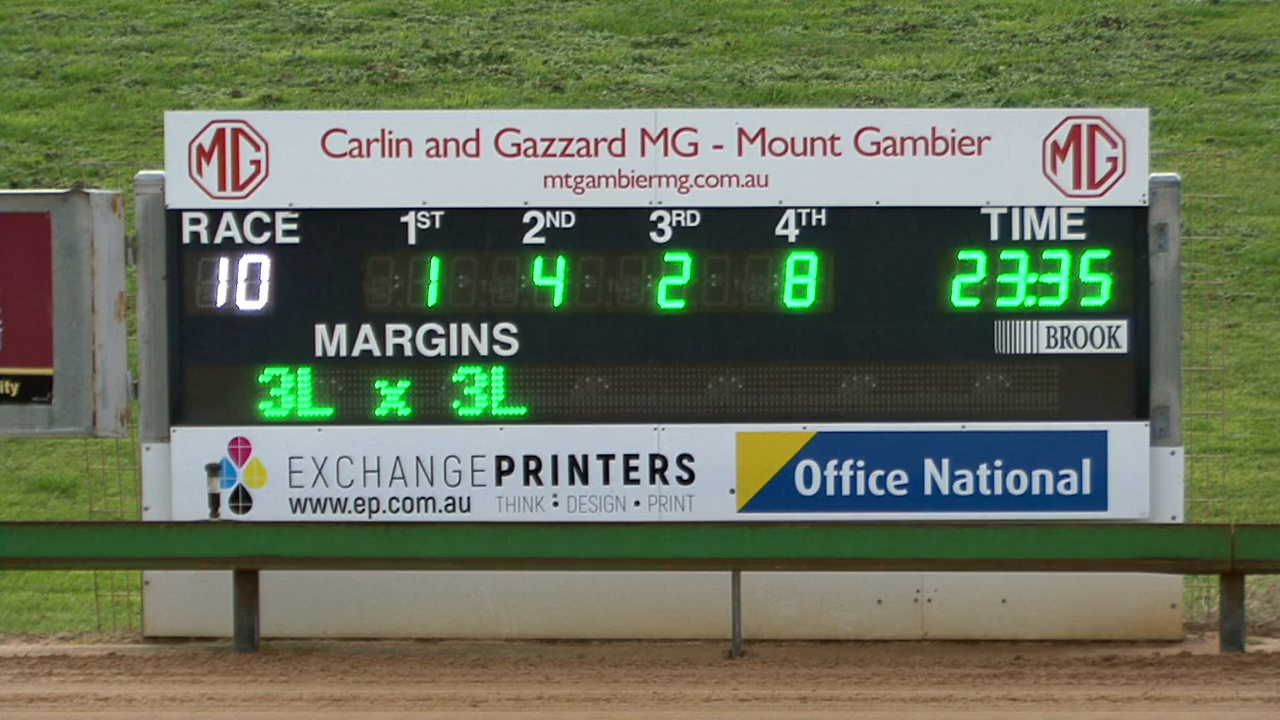 MG Carlin and Gazzard MG - Mount Gambier MG
mtgambiermg.com.au
RACE 1ST 2ND 3RD 4TH TIME
10 1 4 2 8 23:35
MARGINS BROOK
3L x 3L
ity
EXCHANGEPRINTERS
www.ep.com.au THINK : DESIGN • PRINT
Office National